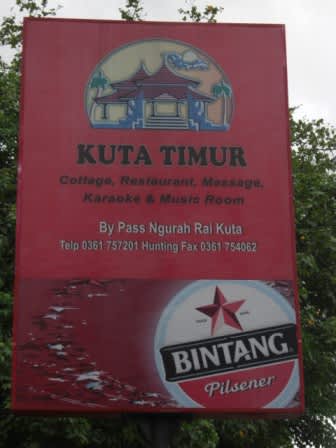 KUTA TIMUR
Cottage, Restaurant, Massage,
Karaoke & Music Room
By Pass Ngurah Rai Kuta
Telp 0361 757201 Hunting Fax 0361 754062
BINTANG
Pilsener